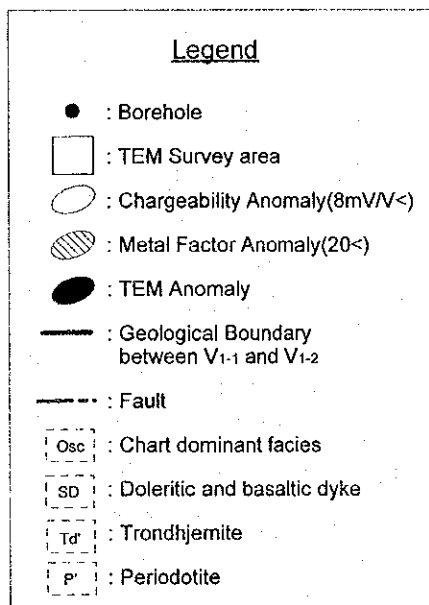 Legend
: Borehole
: TEM Survey area
: Chargeability Anomaly(8mV/V<)
: Metal Factor Anomaly(20<)
: TEM Anomaly
: Geological Boundary
between V1-1 and V1-2
: Fault
Osc : Chart dominant facies
SD : Doleritic and basaltic dyke
Td' : Trondhjemite
P' : Periodotite